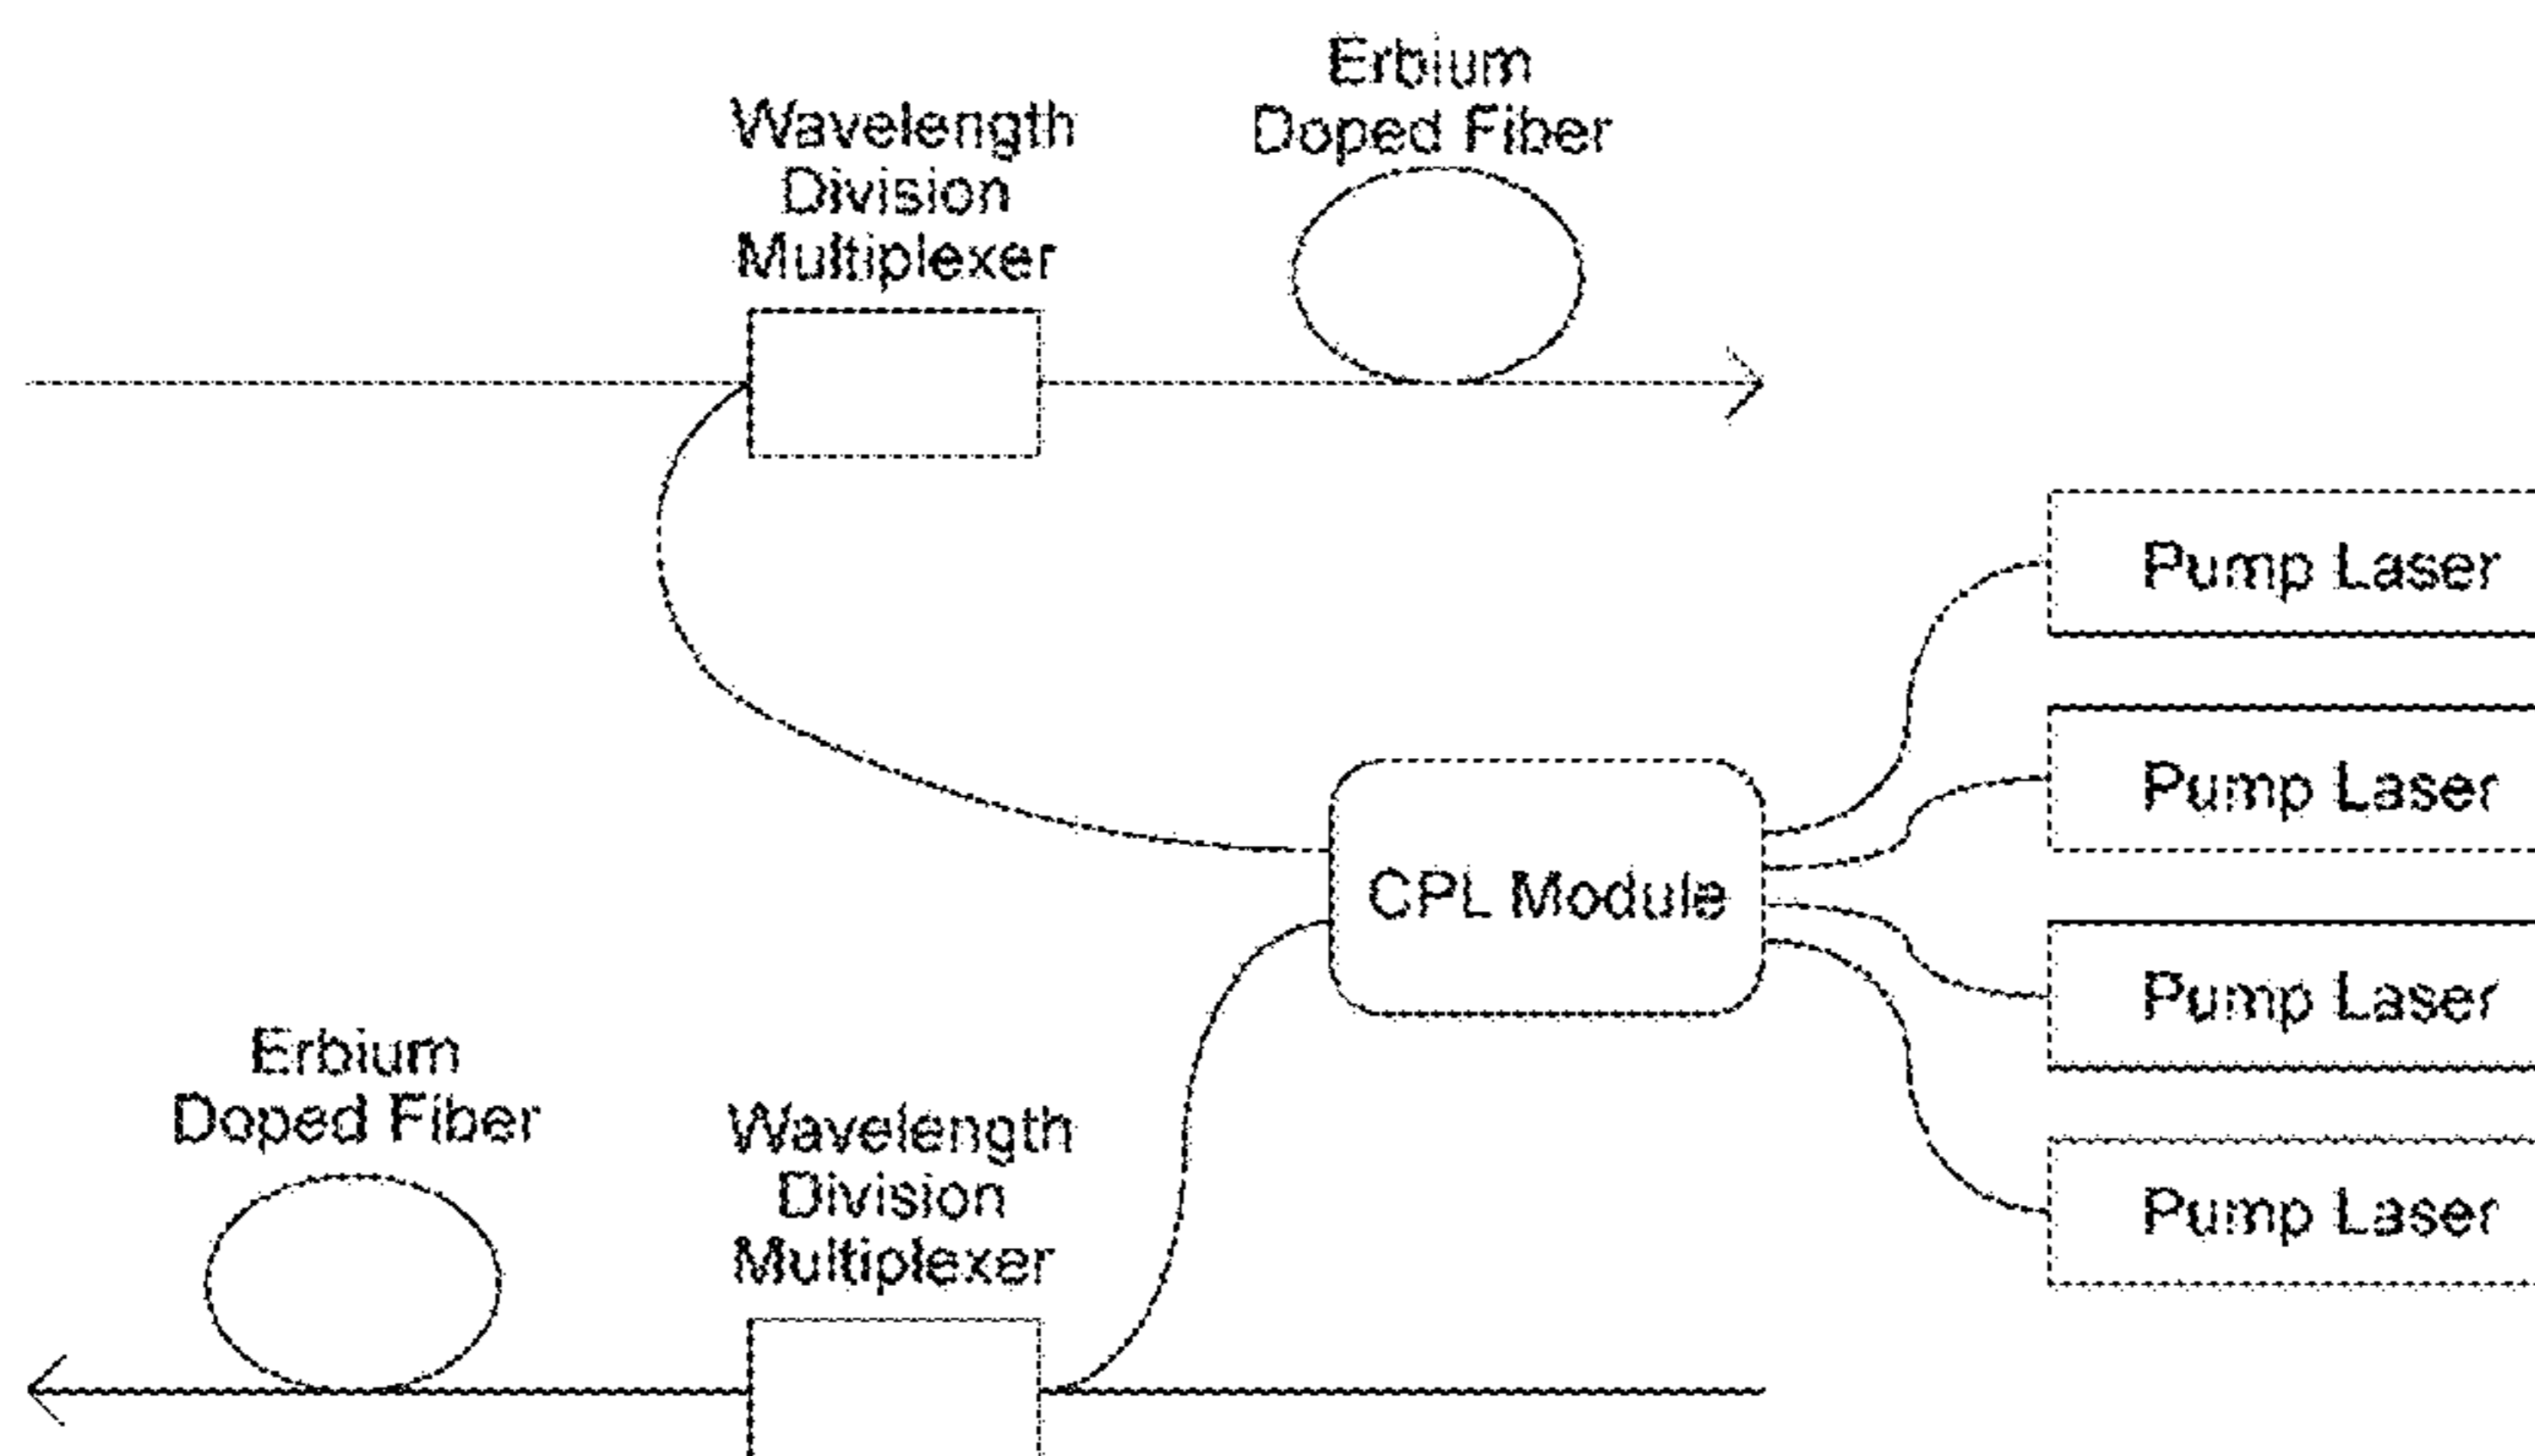 Erbium
Doped Fiber
Wavelength
Division
Multiplexer
Pump Laser
Pump Laser
CPL Module
Pump Laser
Erbium
Doped Fiber
Wavelength
Division
Multiplexer
Pump Laser